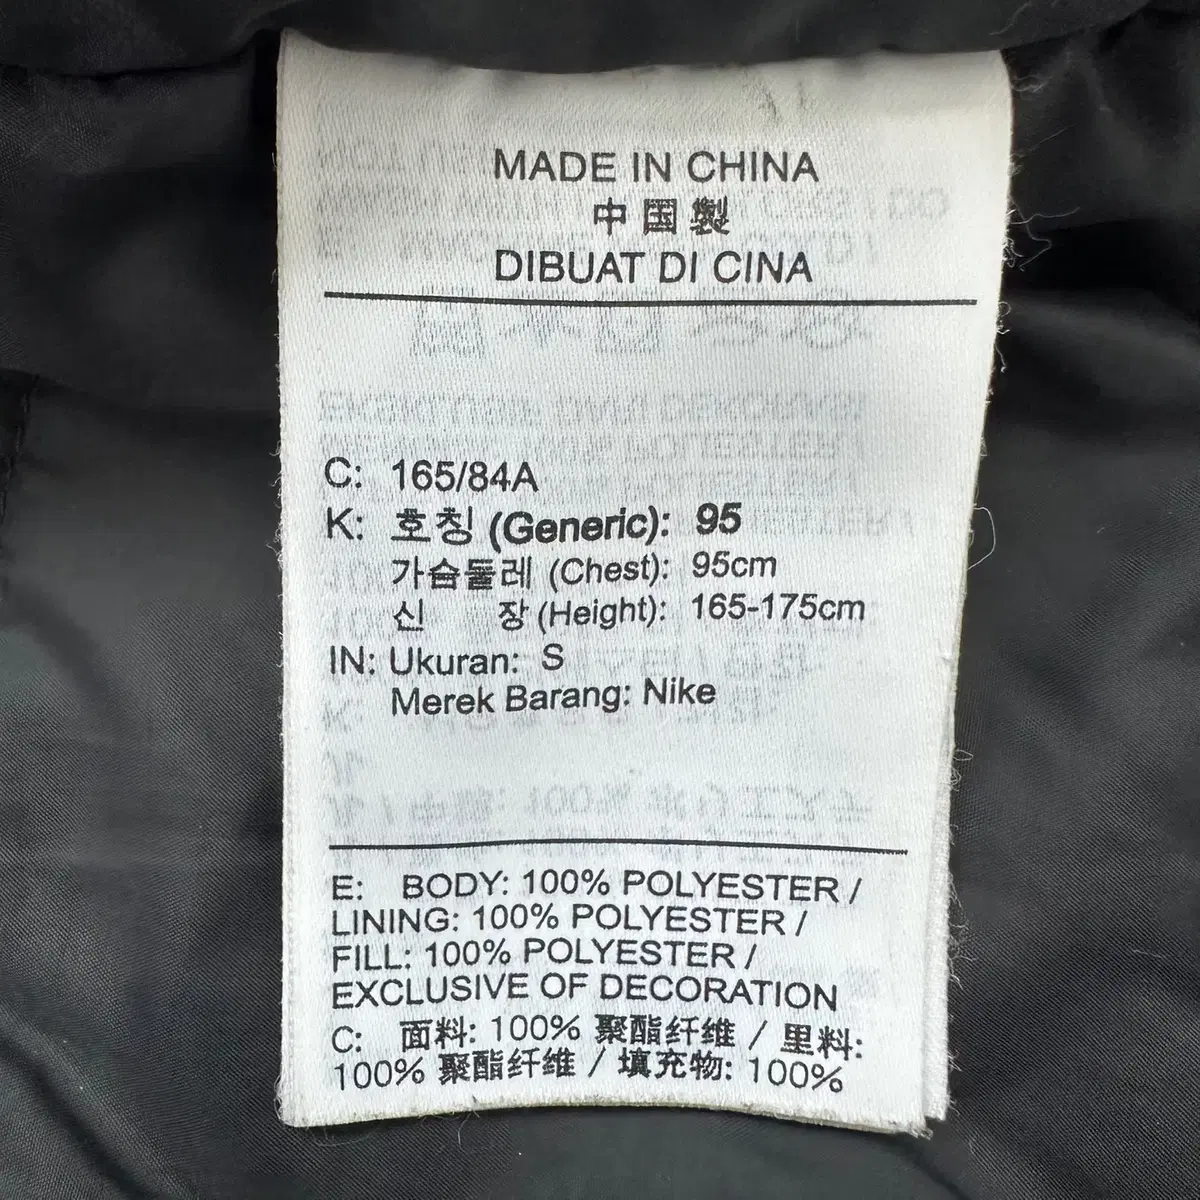 MADE IN CHINA
中国製
DIBUAT DI CINA
C: 165/84A
K: 호칭 (Generic): 95
가슴둘레 (Chest): 95cm
신 장 (Height): 165-175cm
IN: Ukuran: S
Merek Barang: Nike
E: BODY: 100% POLYESTER /
LINING: 100% POLYESTER /
FILL: 100% POLYESTER /
EXCLUSIVE OF DECORATION
C: 面料: 100% 聚酯纤维 / 里料:
100% 聚酯纤维 / 填充物: 100%